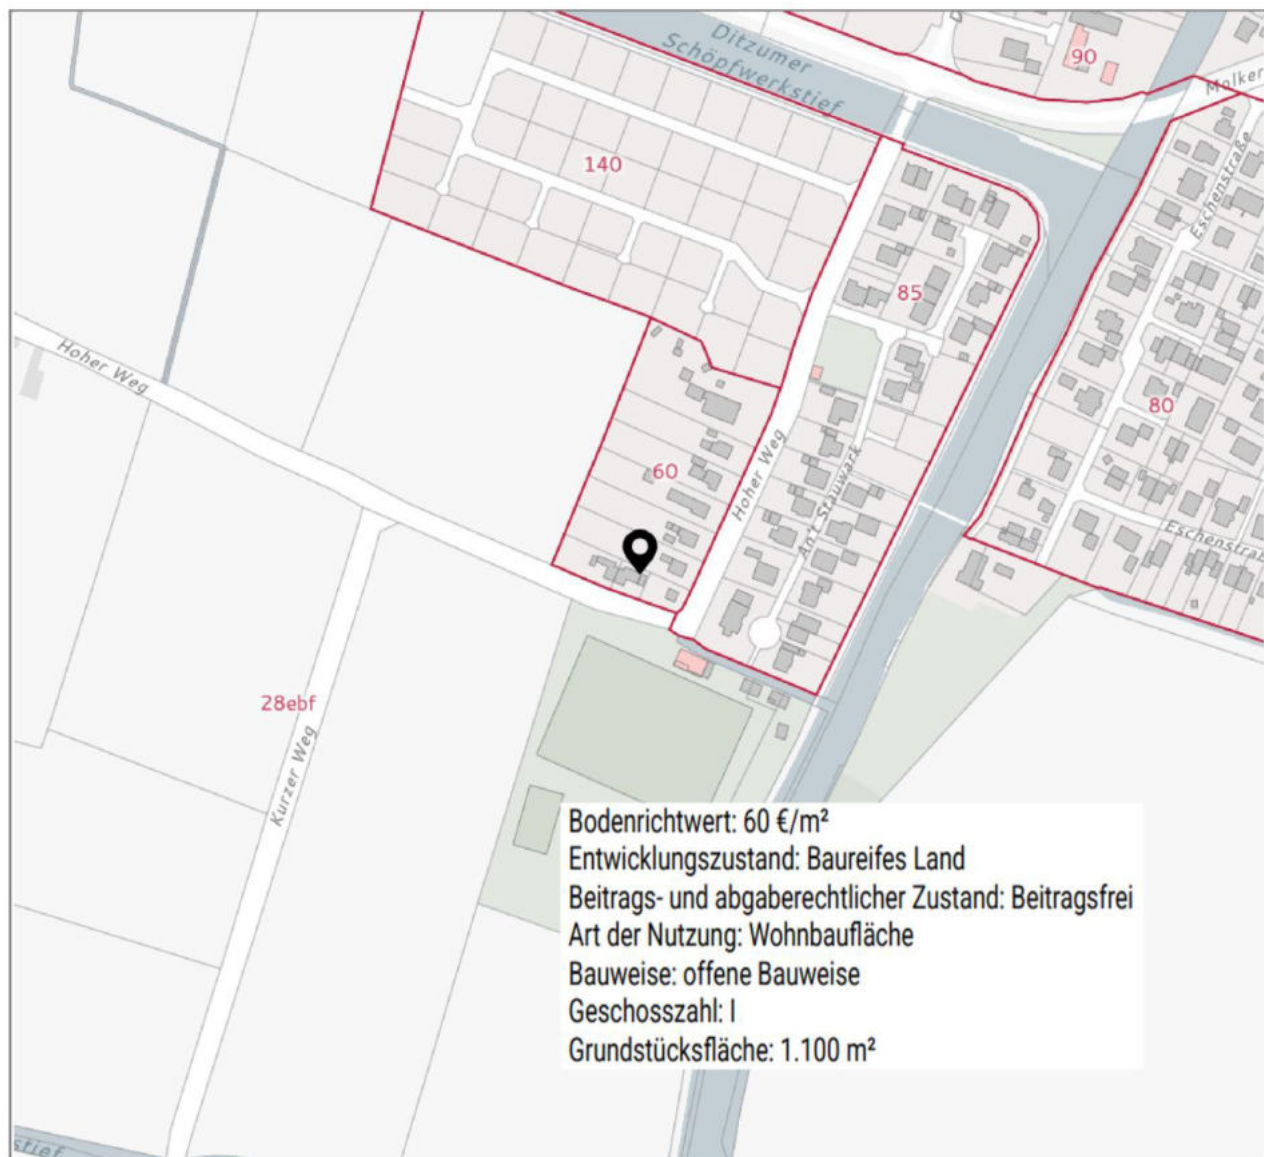 Ditzumer
Schöpfwerkstief
90
Molker
Eschenstraße
140
85
Hoher Weg
80
60
Hoher Weg
An't Stauwark
Eschenstraß
28ebf
Kurzer Weg
Bodenrichtwert: 60 €/m²
Entwicklungszustand: Baureifes Land
Beitrags- und abgaberechtlicher Zustand: Beitragsfrei
Art der Nutzung: Wohnbaufläche
Bauweise: offene Bauweise
Geschosszahl: I
Grundstücksfläche: 1.100 m²
stief